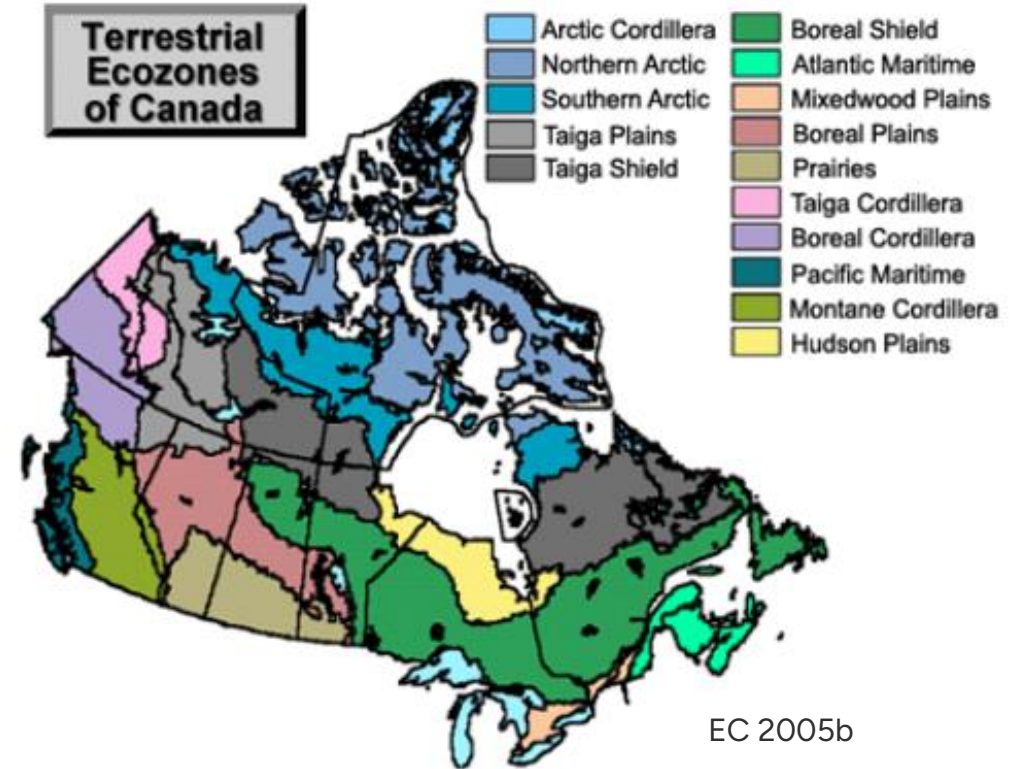 Terrestrial
Ecozones
of Canada
Arctic Cordillera
Northern Arctic
Southern Arctic
Taiga Plains
Taiga Shield
Boreal Shield
Atlantic Maritime
Mixedwood Plains
Boreal Plains
Prairies
Taiga Cordillera
Boreal Cordillera
Pacific Maritime
Montane Cordillera
Hudson Plains
EC 2005b